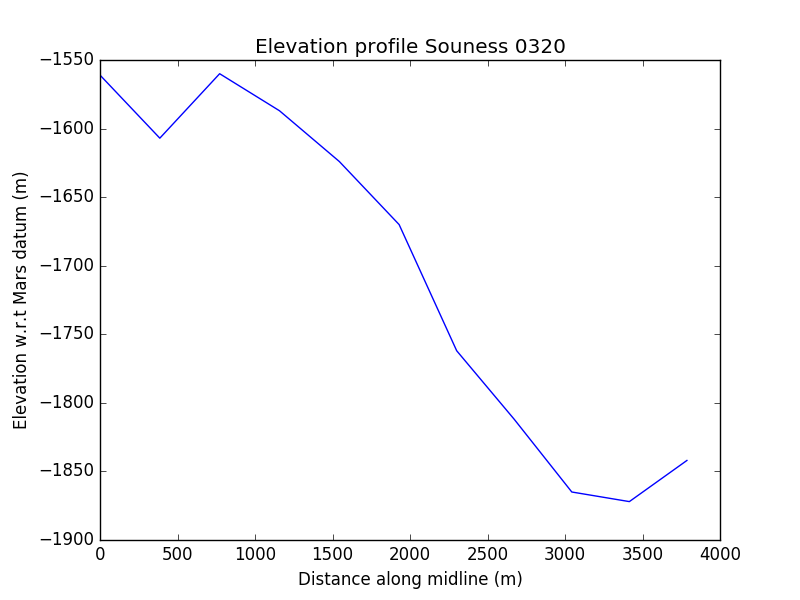 Elevation profile Souness 0320
−1550
−1600
−1650
−1700
−1750
−1800
−1850
−1900
Elevation w.r.t Mars datum (m)
0 500 1000 1500 2000 2500 3000 3500 4000
Distance along midline (m)